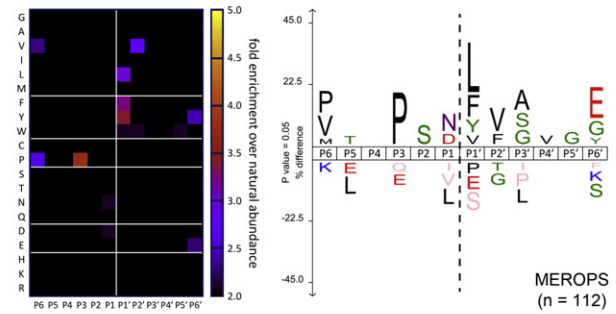 G
A
V
I
L
M
F
Y
W
C
P
S
T
N
Q
D
E
H
K
R
P6 P5 P4 P3 P2 P1 P1′ P2′ P3′ P4′ P5′ P6′
5.0
4.5
4.0
3.5
3.0
2.5
2.0
fold enrichment over natural abundance
45.0
22.5
-22.5
-45.0
P value = 0.05
% difference
P V M
T
P
S
N D
L F Y V
V F
A S G
V
G
E G Y
P6 P5 P4 P3 P2 P1 P1′ P2′ P3′ P4′ P5′ P6′
K
E L
Q E
I V L
P E S
T G
I P L
F K S
MEROPS
(n = 112)